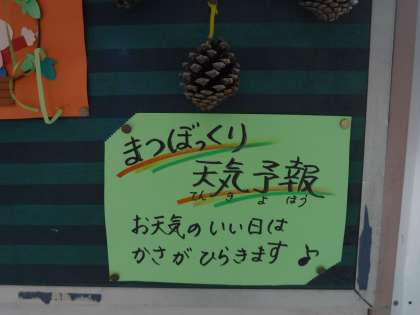 まつぼっくり
天気予報
てんき よほう
お天気のいい日は
かさがひらきます♪